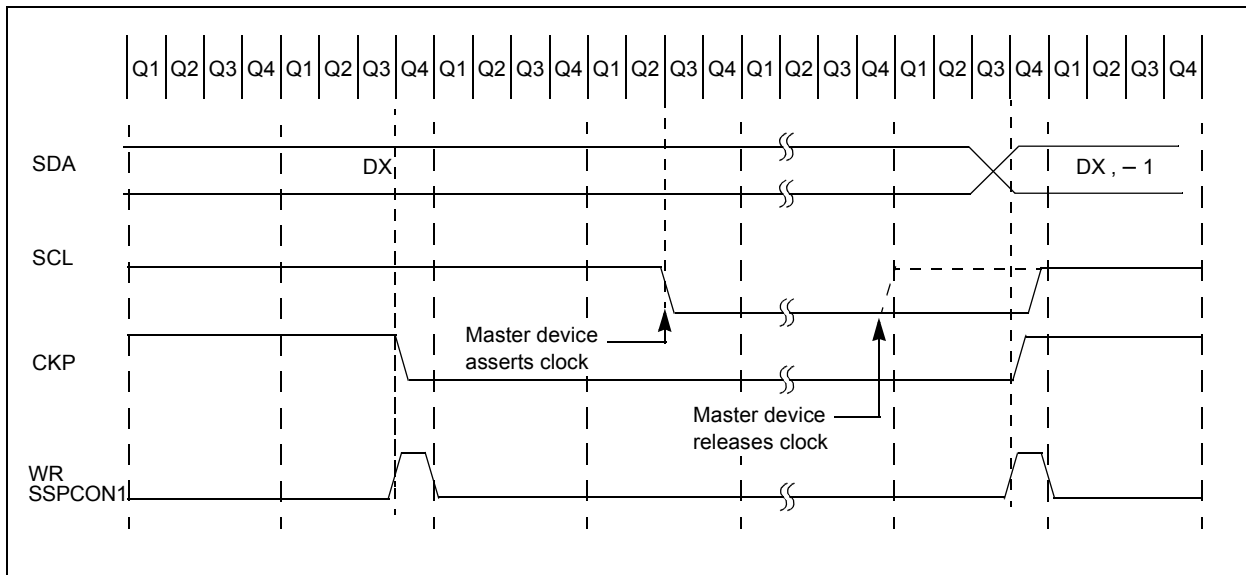 Q1 Q2 Q3 Q4 Q1 Q2 Q3 Q4 Q1 Q2 Q3 Q4 Q1 Q2 Q3 Q4 Q1 Q2 Q3 Q4 Q1 Q2 Q3 Q4 Q1 Q2 Q3 Q4
SDA
DX
DX , – 1
SCL
Master device
asserts clock
CKP
Master device
releases clock
WR
SSPCON1